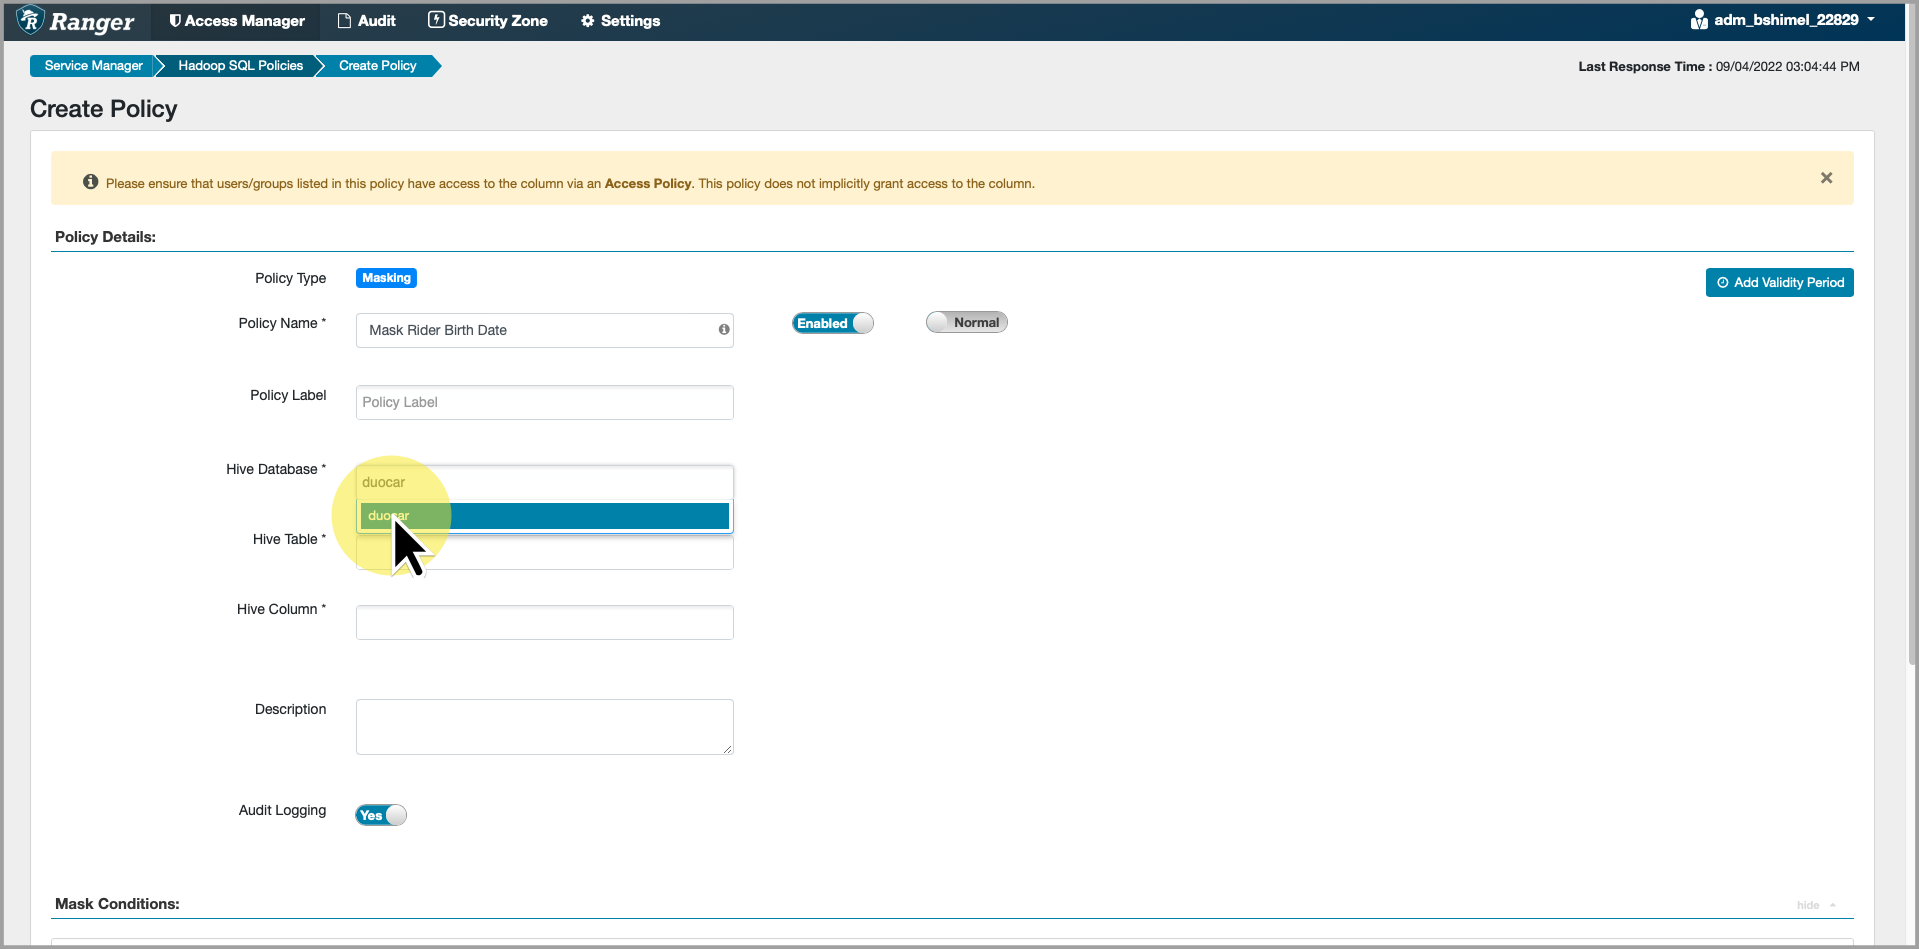 Ranger Access Manager Audit Security Zone Settings adm_bshimel_22829
Service Manager Hadoop SQL Policies Create Policy Last Response Time : 09/04/2022 03:04:44 PM
Create Policy
Please ensure that users/groups listed in this policy have access to the column via an Access Policy. This policy does not implicitly grant access to the column.
Policy Details:
Policy Type Masking Add Validity Period
Policy Name * Mask Rider Birth Date Enabled Normal
Policy Label Policy Label
Hive Database * duocar
duocar
Hive Table *
Hive Column *
Description
Audit Logging Yes
Mask Conditions: hide